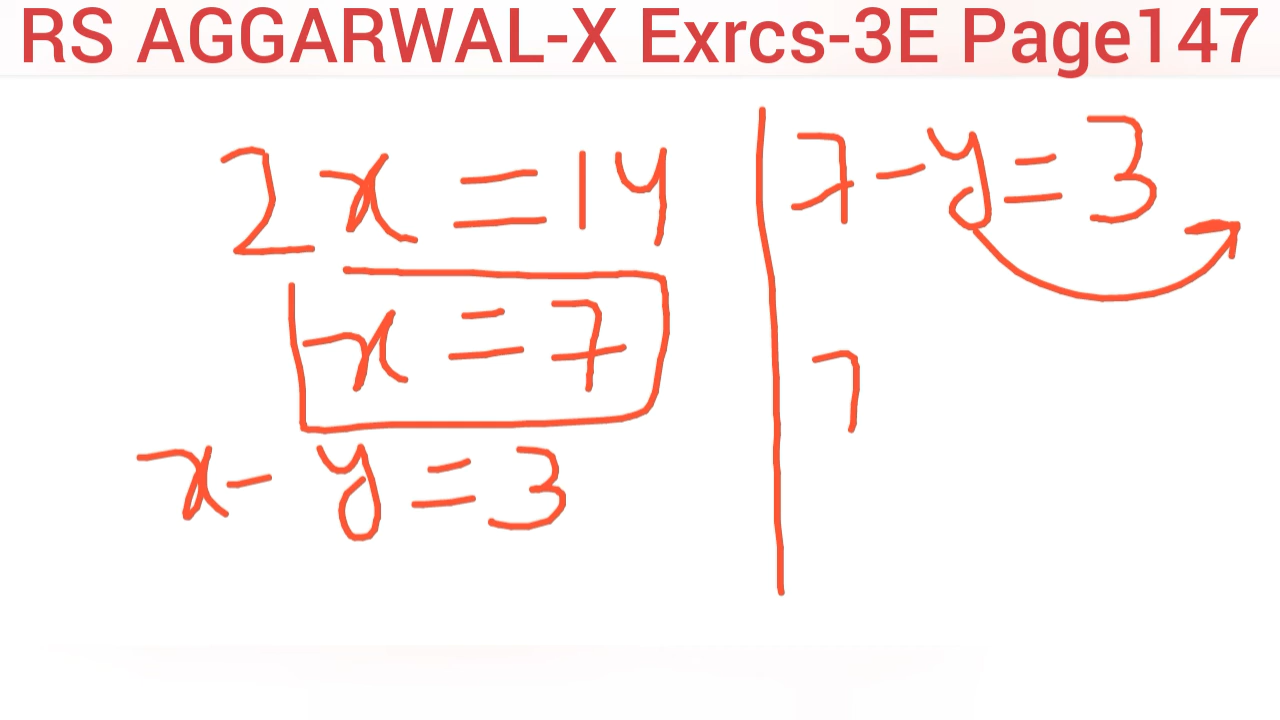 RS AGGARWAL-X Exrcs-3E Page147
2x = 14
x = 7
x - y = 3
7 - y = 3
7